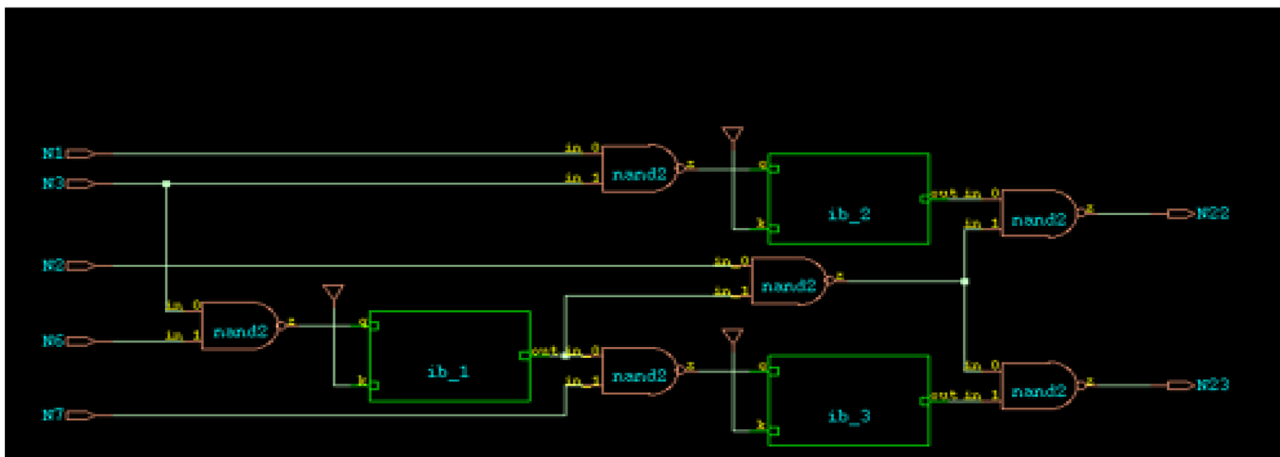 N1 in_0 nand2 z q
N3 in_1 ib_2 out in_0 nand2 z N22
k in_1
N2 in_0 nand2 z
in_1
in_0 nand2 z q
N6 in_1 ib_1 out in_0 nand2 z q in_0 nand2 z N23
k in_1 ib_3 out in_1
N7 k